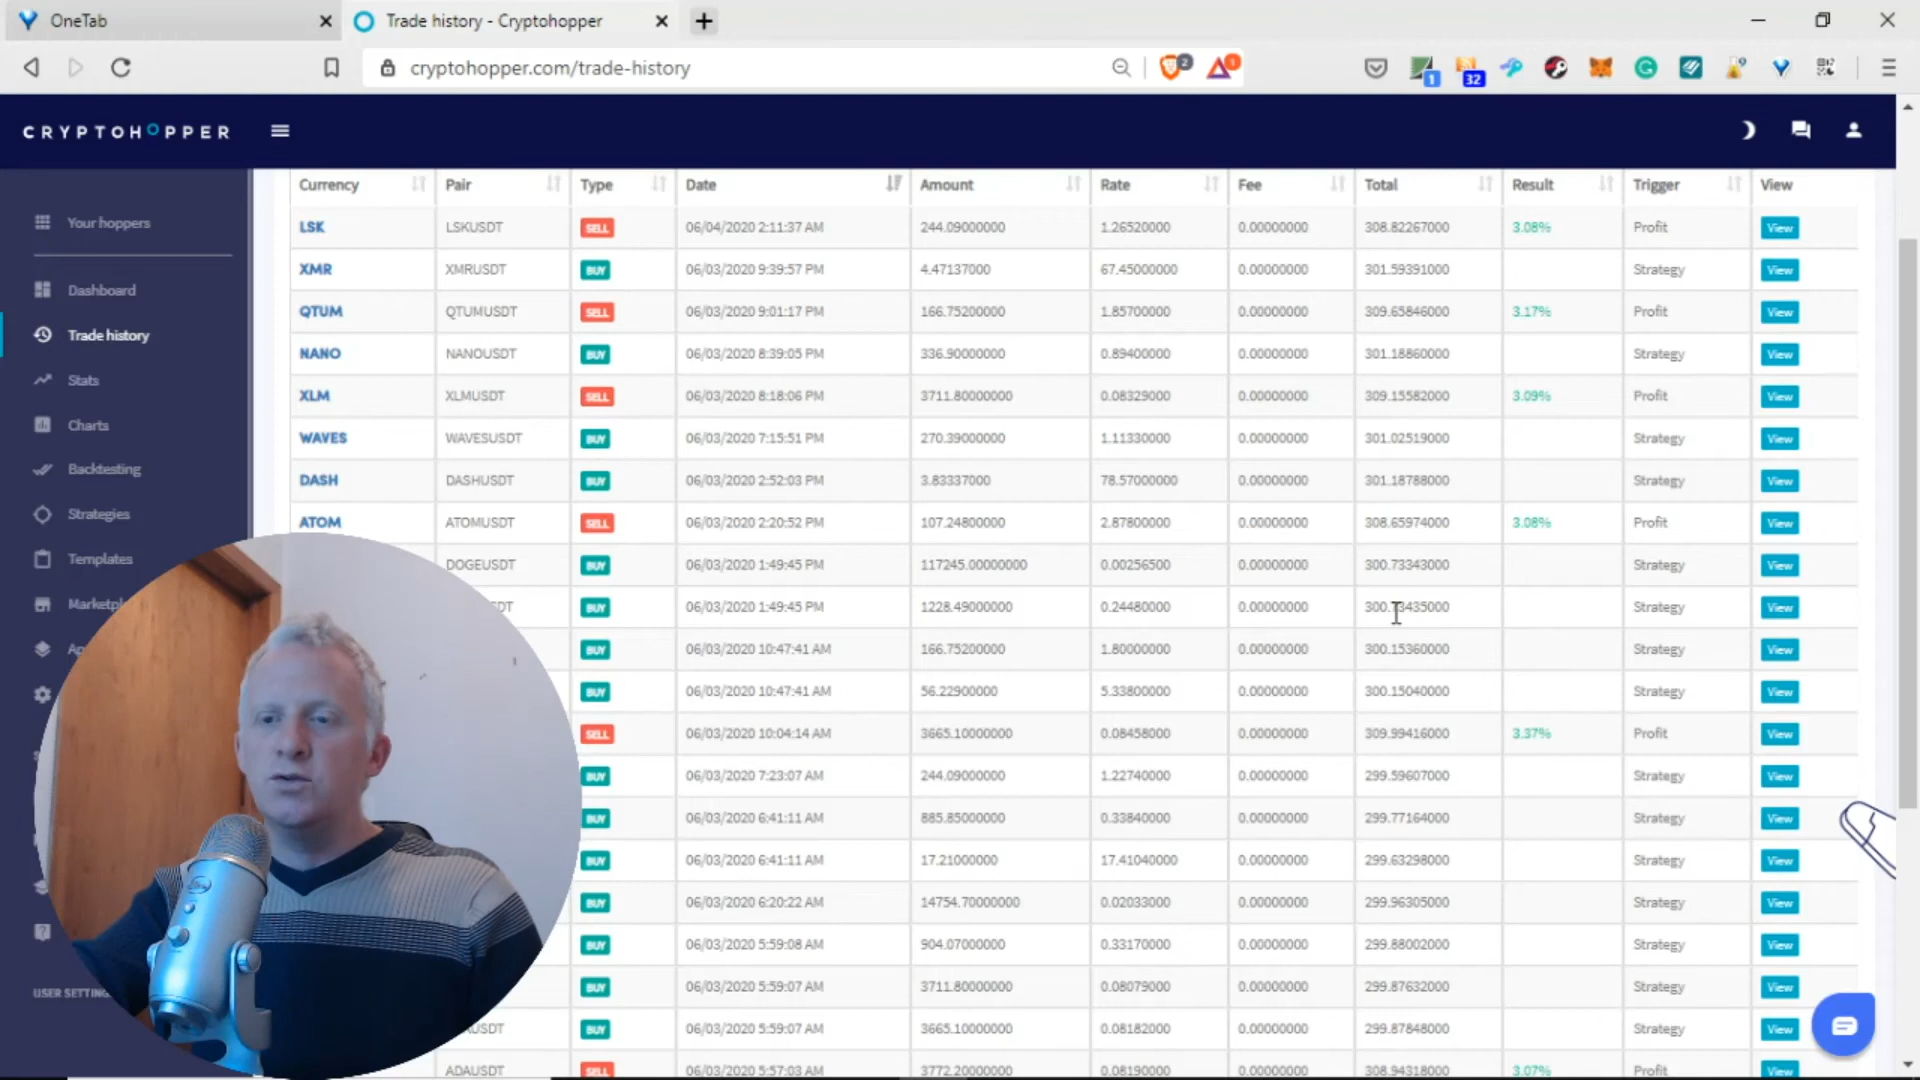 OneTab
Trade history - Cryptohopper
cryptohopper.com/trade-history
2
1
1
32
CRYPTOHOPPER
Your hoppers
Dashboard
Trade history
Stats
Charts
Backtesting
Strategies
Templates
USER SETTING
Currency Pair Type Date Amount Rate Fee Total Result Trigger View
LSK LSKUSDT SELL 06/04/2020 2:11:37 AM 244.09000000 1.26520000 0.00000000 308.82267000 3.08% Profit View
XMR XMRUSDT BUY 06/03/2020 9:39:57 PM 4.47137000 67.45000000 0.00000000 301.59391000 Strategy View
QTUM QTUMUSDT SELL 06/03/2020 9:01:17 PM 166.75200000 1.85700000 0.00000000 309.65846000 3.17% Profit View
NANO NANOUSDT BUY 06/03/2020 8:39:05 PM 336.90000000 0.89400000 0.00000000 301.18860000 Strategy View
XLM XLMUSDT SELL 06/03/2020 8:18:06 PM 3711.80000000 0.08329000 0.00000000 309.15582000 3.09% Profit View
WAVES WAVESUSDT BUY 06/03/2020 7:15:51 PM 270.39000000 1.11330000 0.00000000 301.02519000 Strategy View
DASH DASHUSDT BUY 06/03/2020 2:52:03 PM 3.83337000 78.57000000 0.00000000 301.18788000 Strategy View
ATOM ATOMUSDT SELL 06/03/2020 2:20:52 PM 107.24800000 2.87800000 0.00000000 308.65974000 3.08% Profit View
DOGEUSDT BUY 06/03/2020 1:49:45 PM 117245.00000000 0.00256500 0.00000000 300.73343000 Strategy View
BUY 06/03/2020 1:49:45 PM 1228.49000000 0.24480000 0.00000000 Strategy View
BUY 06/03/2020 10:47:41 AM 166.75200000 1.80000000 0.00000000 300.15360000 Strategy View
BUY 06/03/2020 10:47:41 AM 56.22900000 5.33800000 0.00000000 300.15040000 Strategy View
SELL 06/03/2020 10:04:14 AM 3665.10000000 0.08458000 0.00000000 309.99416000 3.37% Profit View
BUY 06/03/2020 7:23:07 AM 244.09000000 1.22740000 0.00000000 299.59607000 Strategy View
BUY 06/03/2020 6:41:11 AM 885.85000000 0.33840000 0.00000000 299.77164000 Strategy View
BUY 06/03/2020 6:41:11 AM 17.21000000 17.41040000 0.00000000 299.63298000 Strategy View
BUY 06/03/2020 6:20:22 AM 14754.70000000 0.02033000 0.00000000 299.96305000 Strategy View
BUY 06/03/2020 5:59:08 AM 904.07000000 0.33170000 0.00000000 299.88002000 Strategy View
BUY 06/03/2020 5:59:07 AM 3711.80000000 0.08079000 0.00000000 299.87632000 Strategy View
BUY 06/03/2020 5:59:07 AM 3665.10000000 0.08182000 0.00000000 299.87848000 Strategy View
ADAUSDT SELL 06/03/2020 5:57:03 AM 3772.20000000 0.08190000 0.00000000 308.94318000 3.07% Profit View